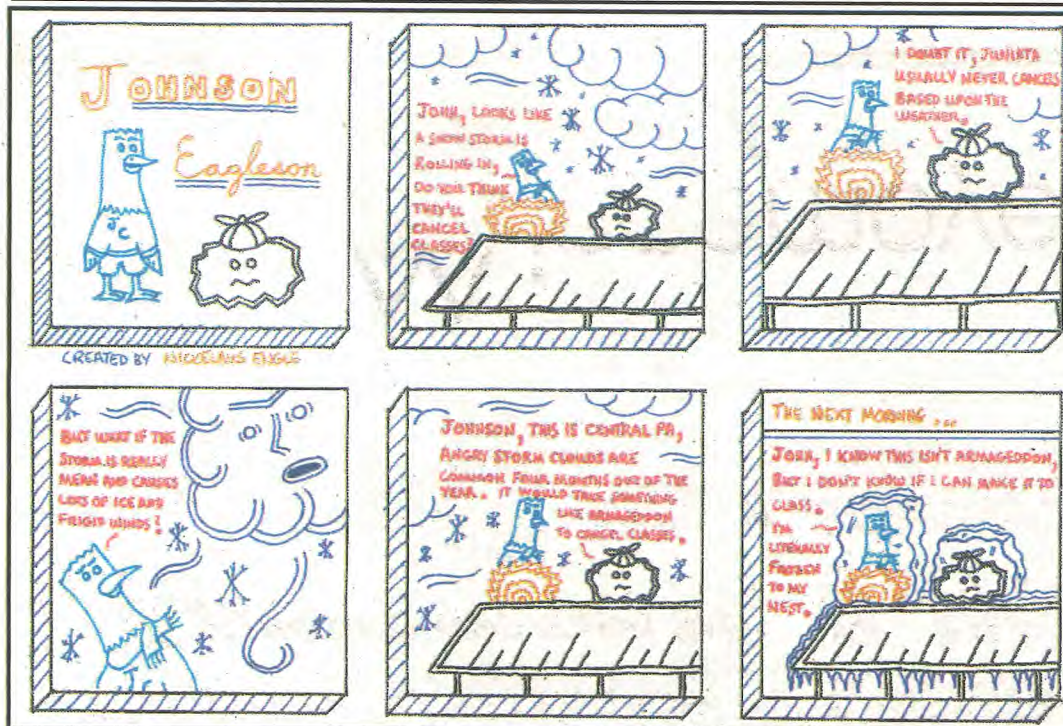 JOHNSON
Eagleson
JC
CREATED BY ENGLE
JOHN, LOOKS LIKE
A SNOW STORM IS
ROLLING IN,
DO YOU THINK
THEY'LL
CANCEL
CLASSES?
I DOUBT IT, JUNIATA
USUALLY NEVER CANCELS
BASED UPON THE
WEATHER.
BUT WHAT IF THE
STORM IS REALLY
MEAN AND CAUSES
LOTS OF ICE AND
FRIGID WINDS?
JOHNSON, THIS IS CENTRAL PA,
ANGRY STORM CLOUDS ARE
COMMON FOUR MONTHS OUT OF THE
YEAR. IT WOULD TAKE SOMETHING
LIKE ARMAGEDDON
TO CANCEL CLASSES.
THE NEXT MORNING...
JOHN, I KNOW THIS ISN'T ARMAGEDDON,
BUT I DON'T KNOW IF I CAN MAKE IT TO
CLASS.
I'M
LITERALLY
FROZEN
TO MY
NEST.